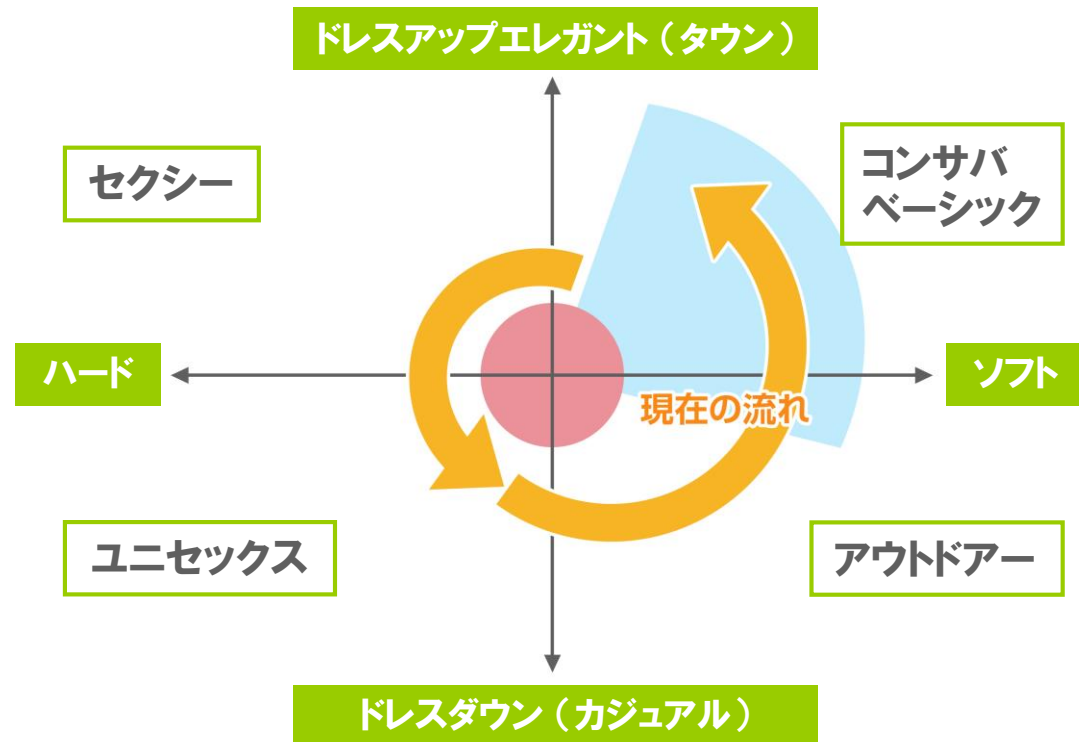 ドレスアップエレガント（タウン）
セクシー
コンサバ
ベーシック
ハード
ソフト
現在の流れ
ユニセックス
アウトドアー
ドレスダウン（カジュアル）